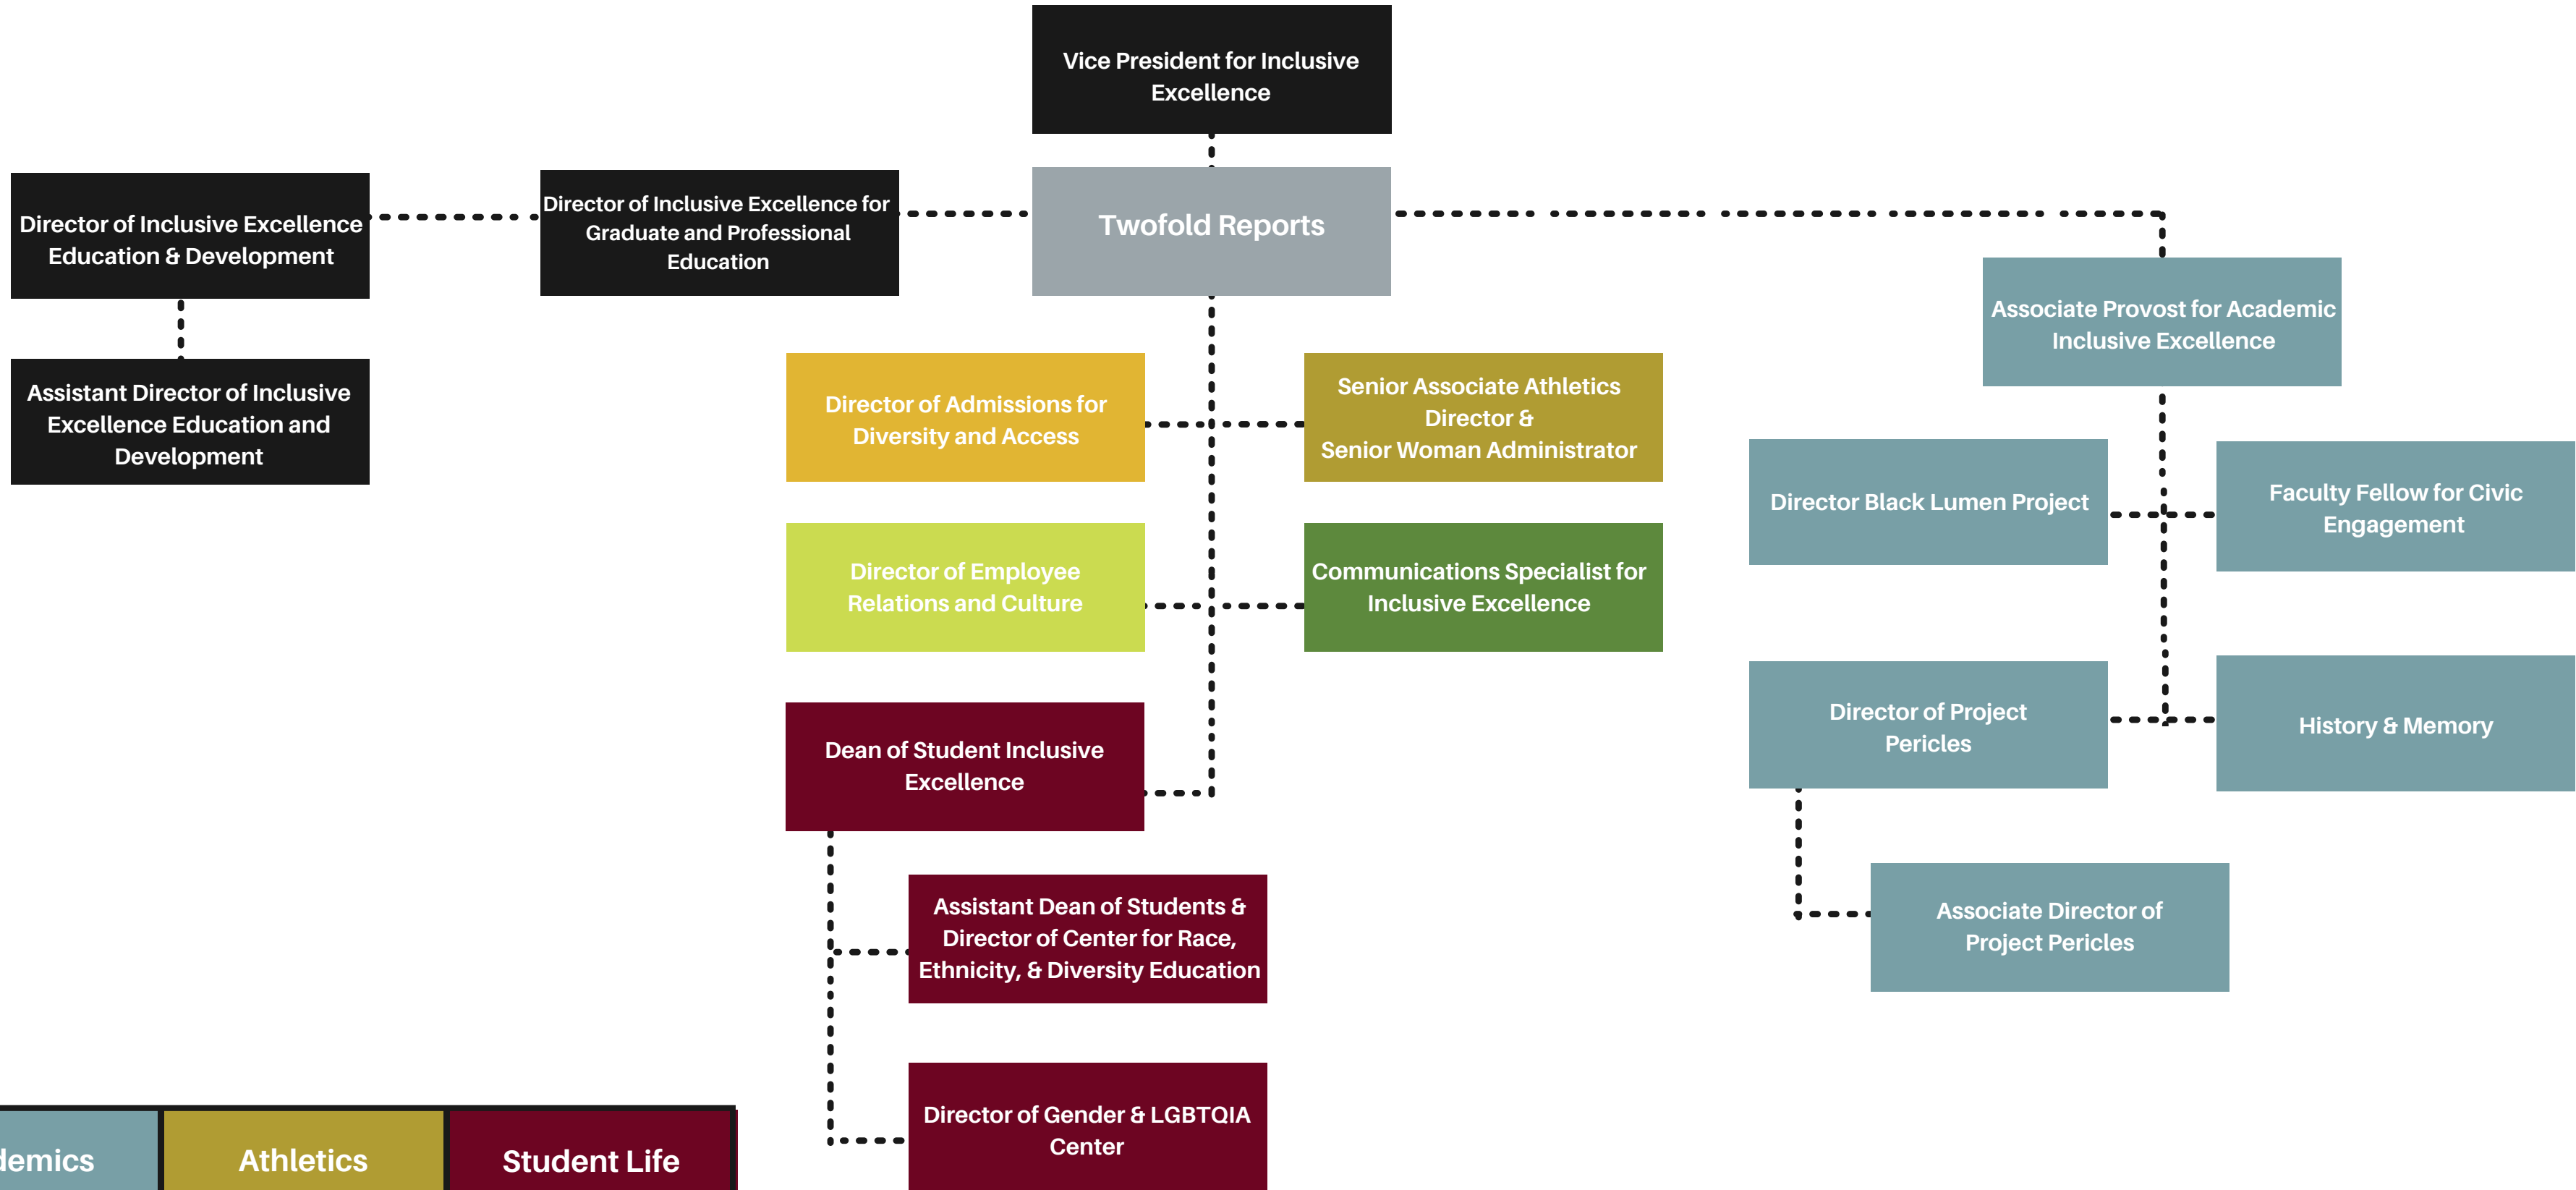 Vice President for Inclusive
Excellence
Director of Inclusive Excellence
Education & Development
Director of Inclusive Excellence for
Graduate and Professional
Education
Twofold Reports
Associate Provost for Academic
Inclusive Excellence
Assistant Director of Inclusive
Excellence Education and
Development
Director of Admissions for
Diversity and Access
Senior Associate Athletics
Director &
Senior Woman Administrator
Director Black Lumen Project
Faculty Fellow for Civic
Engagement
Director of Employee
Relations and Culture
Communications Specialist for
Inclusive Excellence
Dean of Student Inclusive
Excellence
Director of Project
Pericles
History & Memory
Assistant Dean of Students &
Director of Center for Race,
Ethnicity, & Diversity Education
Associate Director of
Project Pericles
Director of Gender & LGBTQIA
Center
Athletics
Student Life